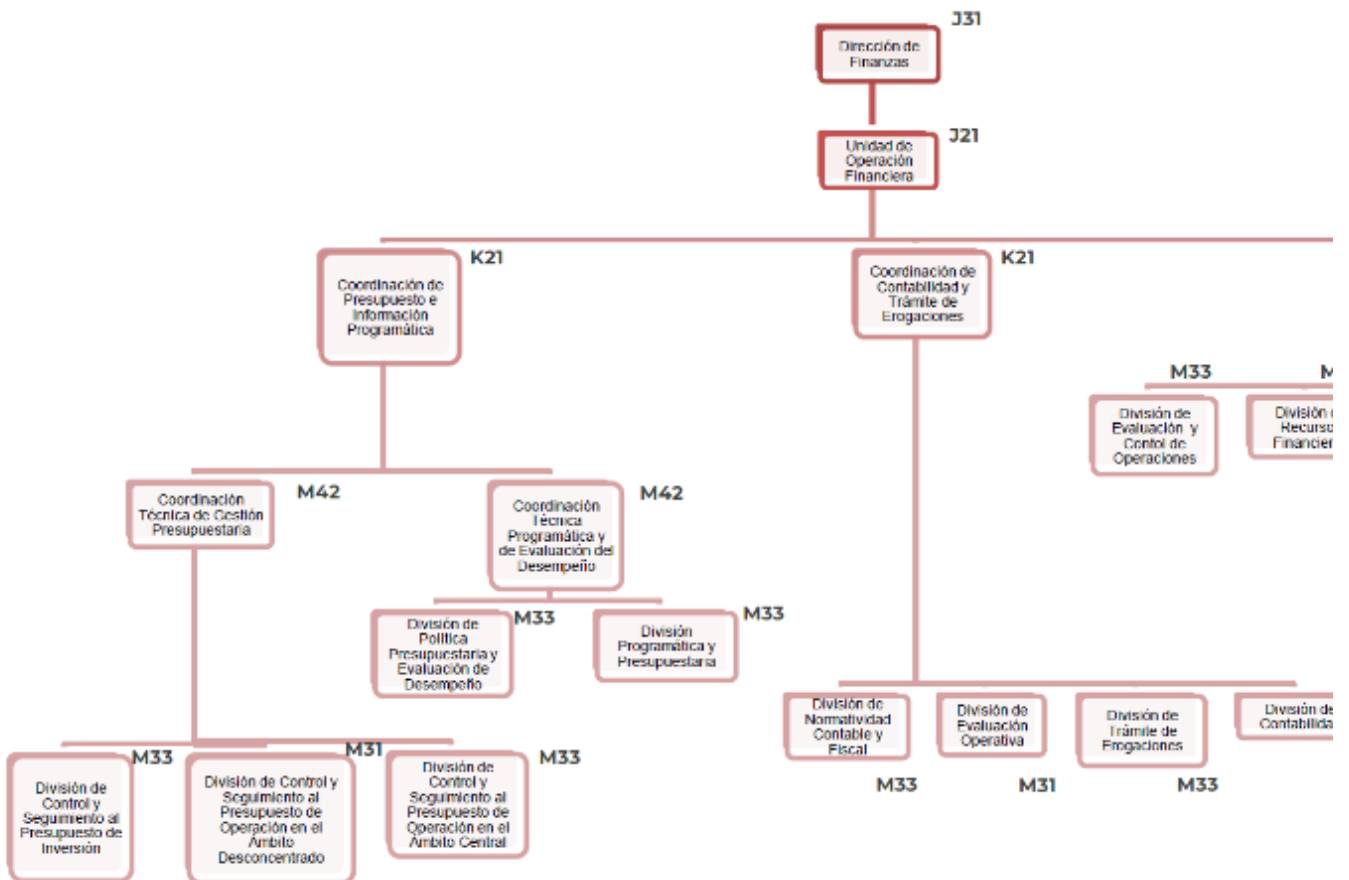 J31
Dirección de
Finanzas
J21
Unidad de
Operación
Financiera
K21
Coordinación de
Presupuesto e
Información
Programática
K21
Coordinación de
Contabilidad y
Trámite de
Erogaciones
M33
División de
Evaluación y
Contol de
Operaciones
División
Recurso
Financier
M42
Coordinación
Técnica de Gestión
Presupuestaria
M42
Coordinación
Técnica
Programática y
de Evaluación del
Desempeño
M33
División de
Política
Presupuestaria y
Evaluación de
Desempeño
M33
División
Programática y
Presupuestaria
División de
Normatividad
Contable y
Fiscal
M33
División de
Evaluación
Operativa
M31
División de
Trámite de
Erogaciones
M33
División de
Contabilida
M33
División de
Control y
Seguimiento al
Presupuesto de
Inversión
M31
División de Control y
Seguimiento al
Presupuesto de
Operación en el
Ámbito
Desconcentrado
M33
División de
Control y
Seguimiento al
Presupuesto de
Operación en el
Ámbito Central